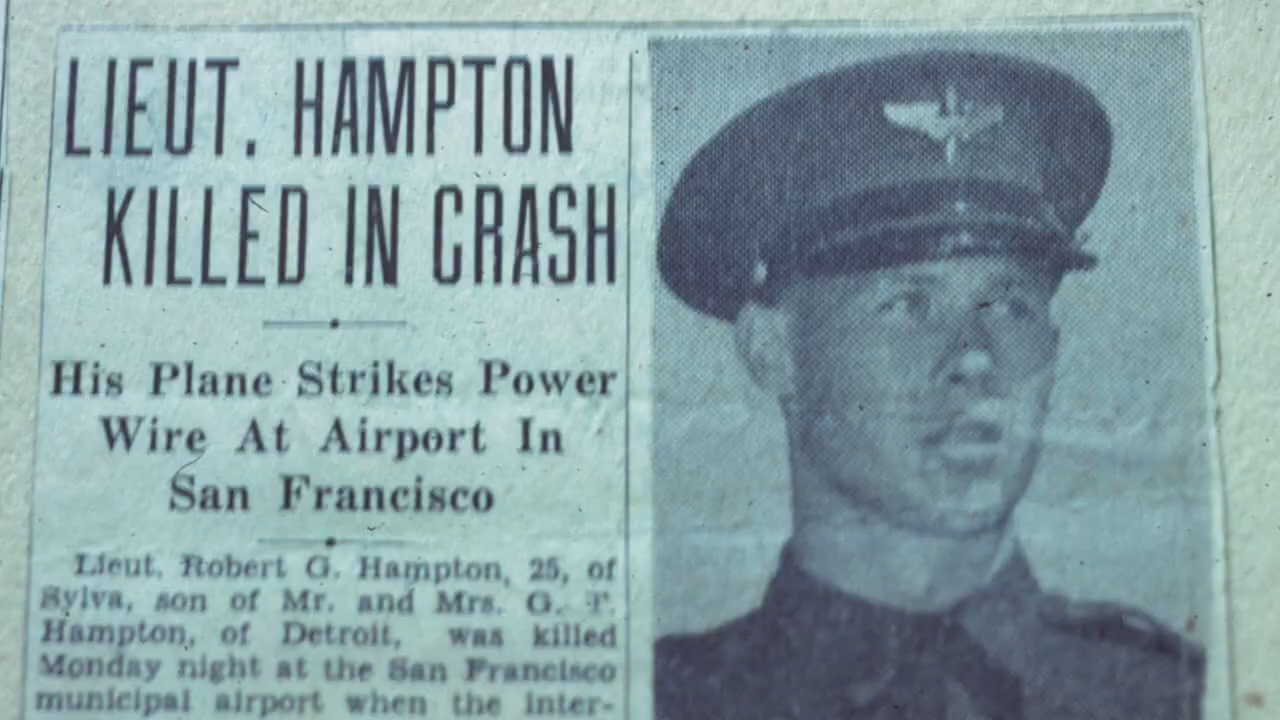 LIEUT. HAMPTON
KILLED IN CRASH
His Plane Strikes Power
Wire At Airport In
San Francisco
Lieut. Robert G. Hampton, 25, of
Sylva, son of Mr. and Mrs. G. T.
Hampton, of Detroit, was killed
Monday night at the San Francisco
municipal airport when the inter-